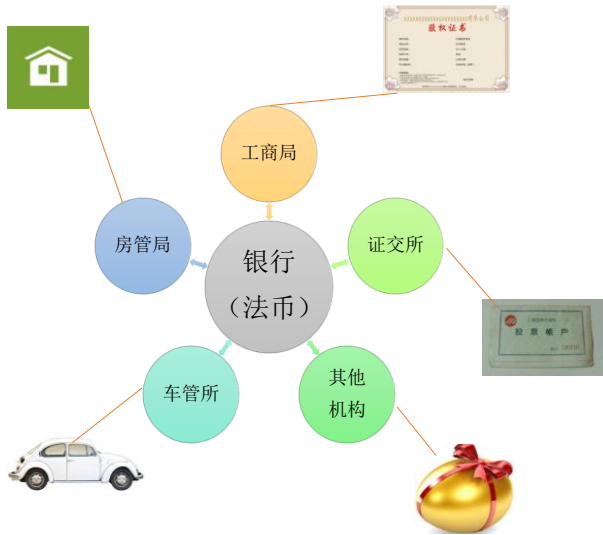 股权证书
工商局
房管局
证交所
银行
（法币）
股票帐户
车管所
其他
机构